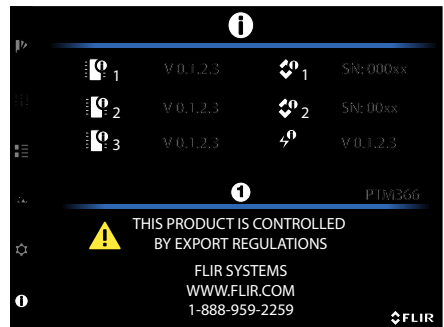 1 V 0.1.2.3 1 SN: 000xx
2 V 0.1.2.3 2 SN: 00xx
3 V 0.1.2.3 V 0.1.2.3
1 PTM366
THIS PRODUCT IS CONTROLLED
BY EXPORT REGULATIONS
FLIR SYSTEMS
WWW.FLIR.COM
1-888-959-2259
FLIR